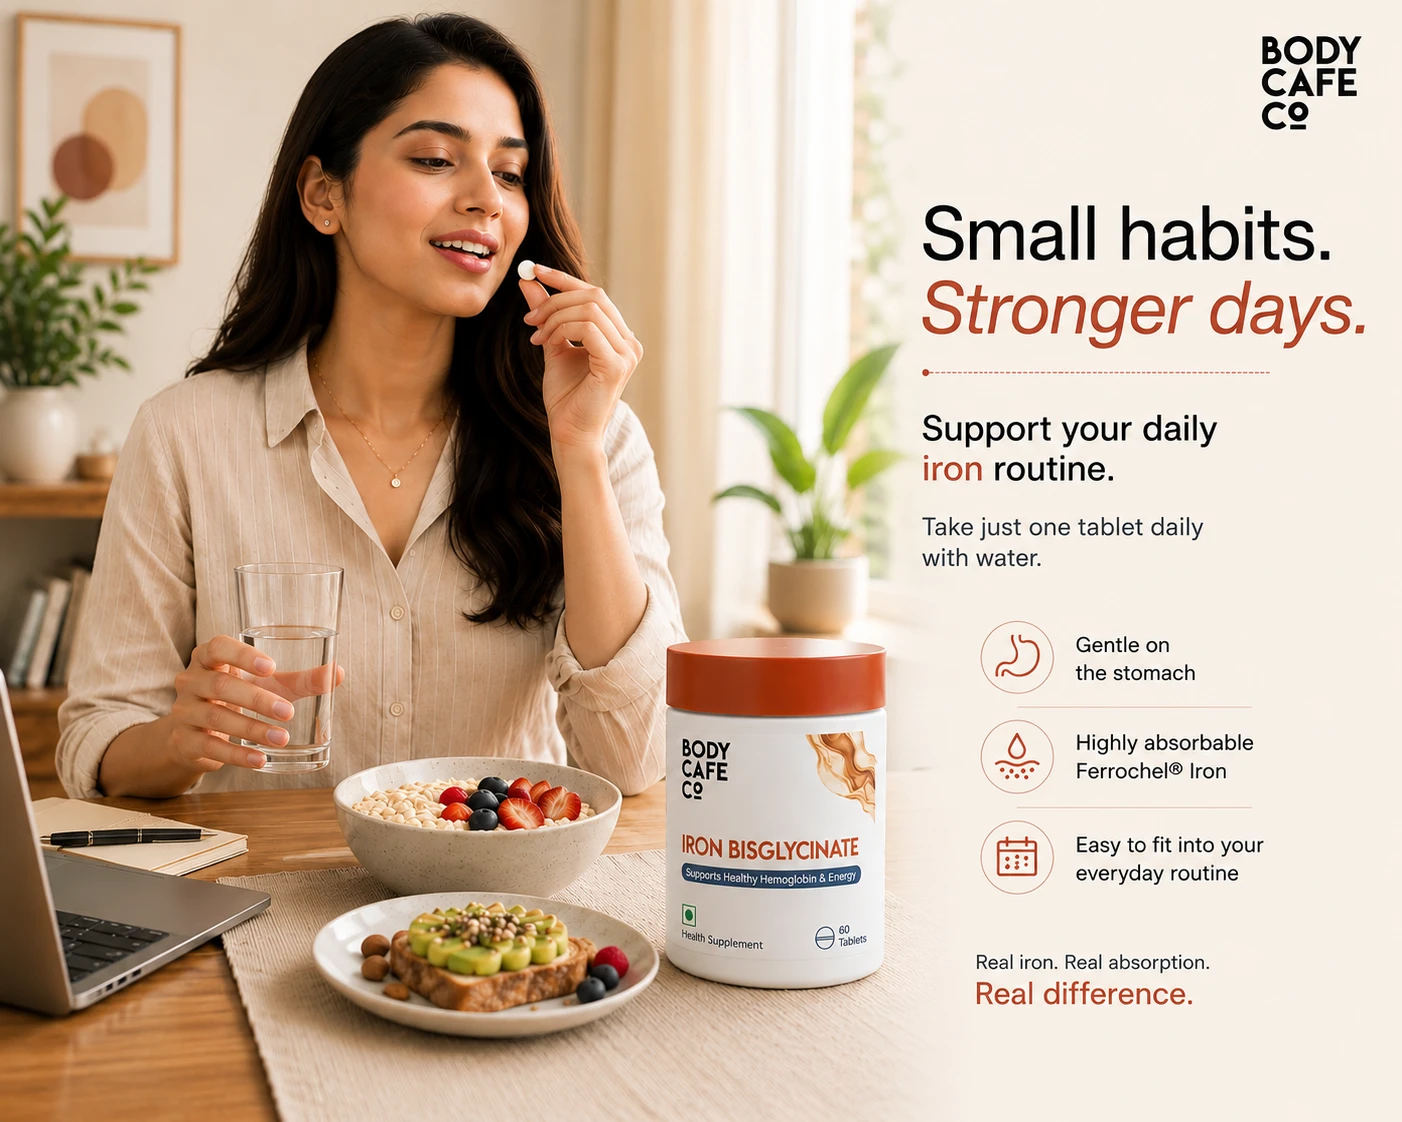 BODY
CAFE
Cº
Small habits.
Stronger days.
Support your daily
iron routine.
Take just one tablet daily
with water.
Gentle on
the stomach
Highly absorbable
Ferrochel® Iron
Easy to fit into your
everyday routine
Real iron. Real absorption.
Real difference.
BODY
CAFE
Cº
IRON BISGLYCINATE
Supports Healthy Hemoglobin & Energy
Health Supplement
60
Tablets